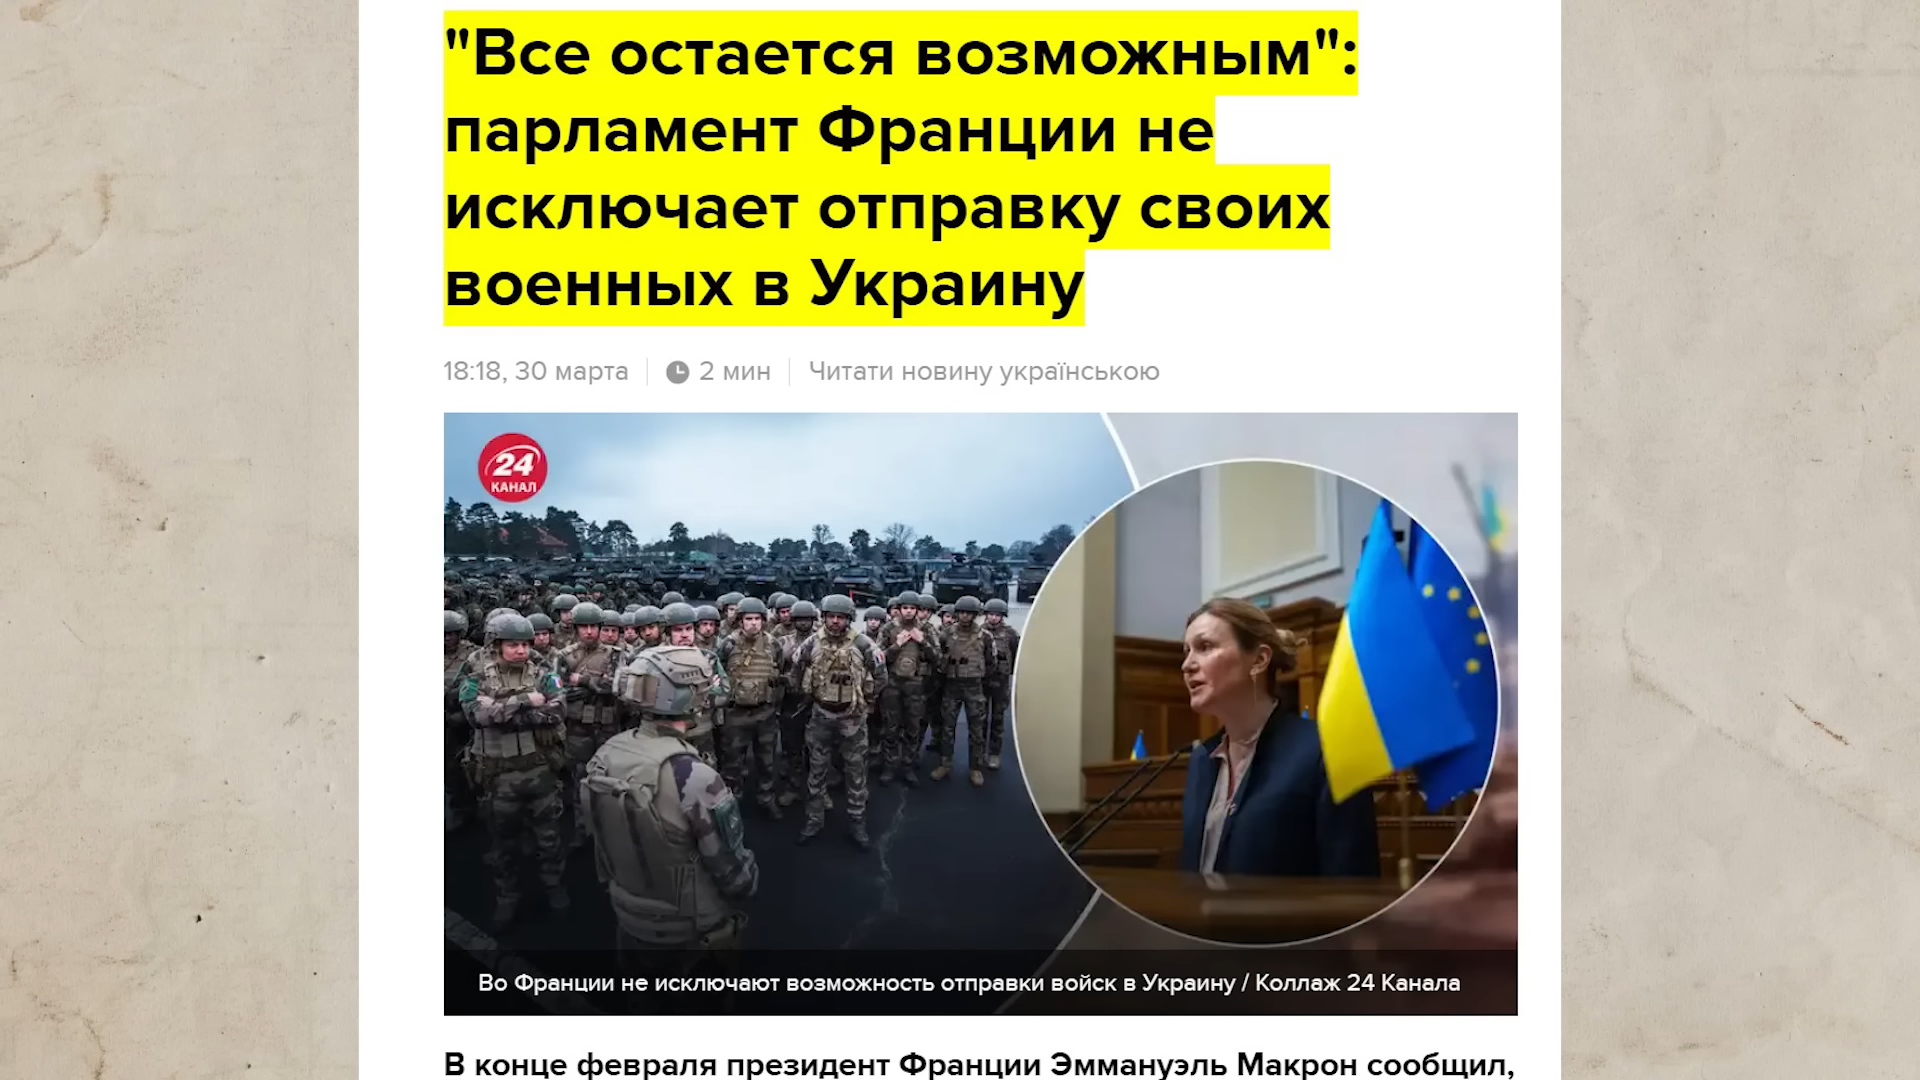 "Все остается возможным":
парламент Франции не
исключает отправку своих
военных в Украину
18:18, 30 марта 2 мин Читати новину українською
24
КАНАЛ
Во Франции не исключают возможность отправки войск в Украину / Коллаж 24 Канала
В конце февраля президент Франции Эммануэль Макрон сообщил,